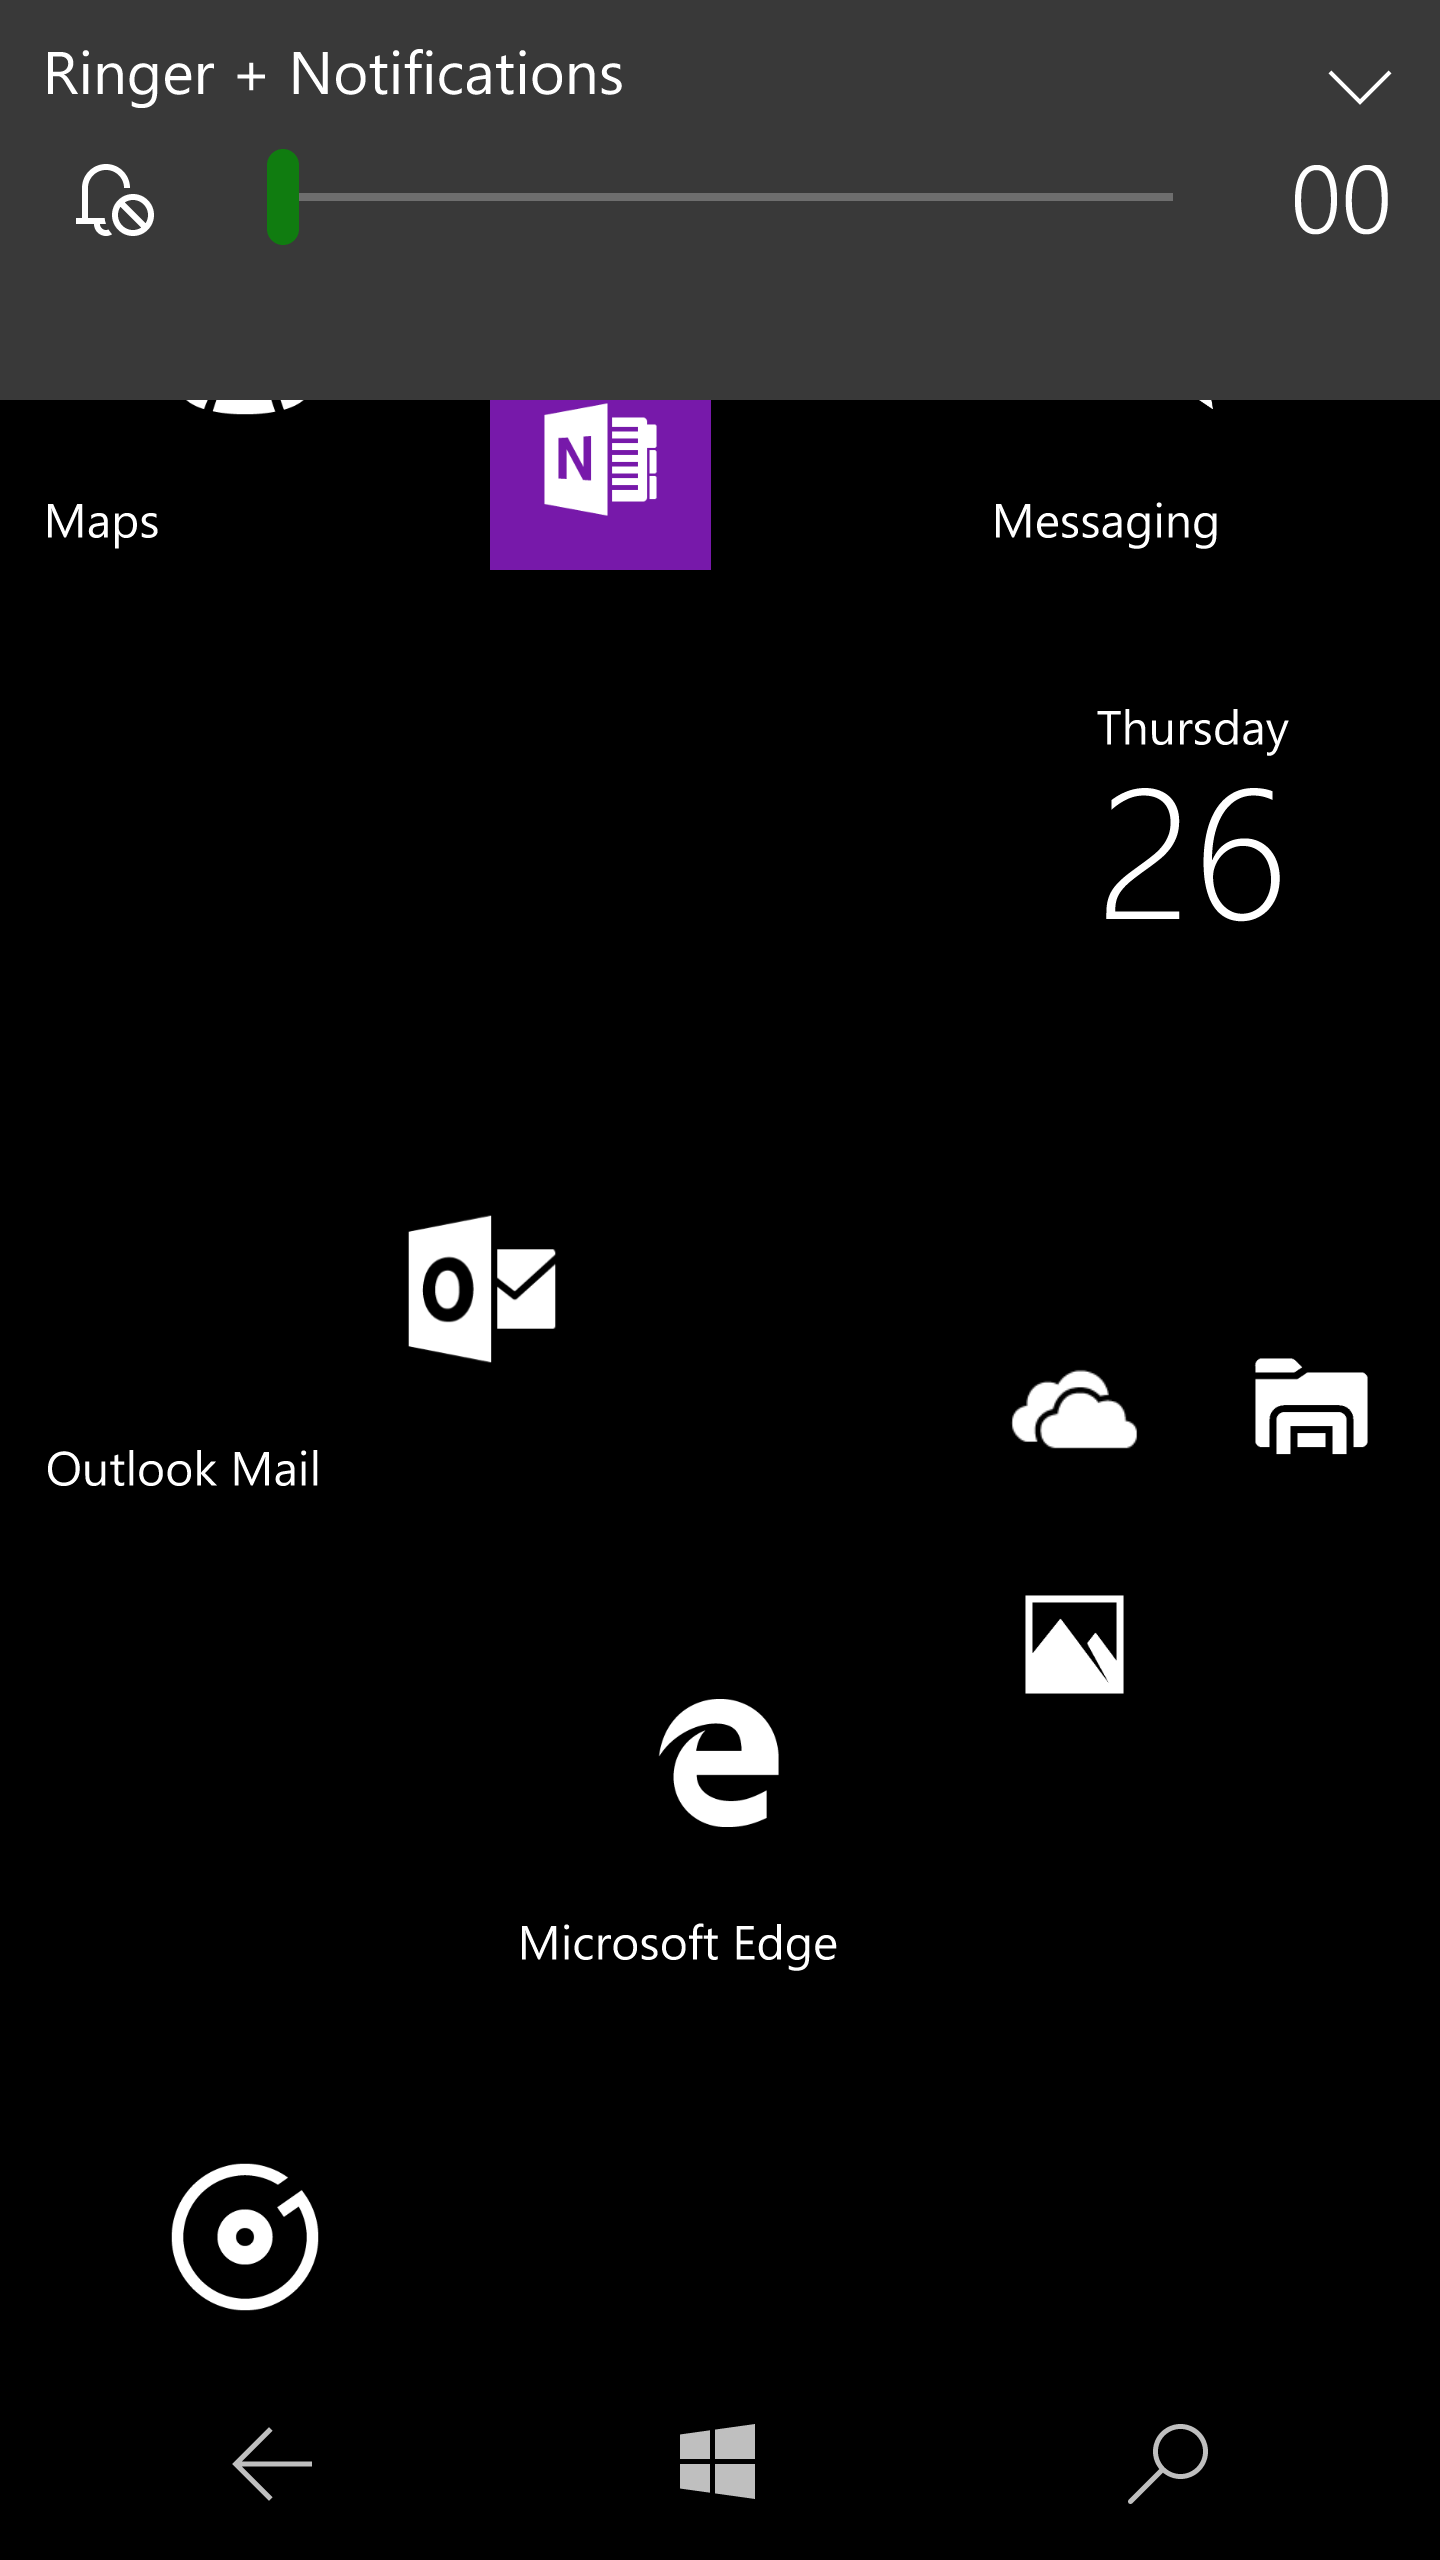 Ringer + Notifications
00
N
Maps
Messaging
Thursday
26
O
Outlook Mail
Microsoft Edge